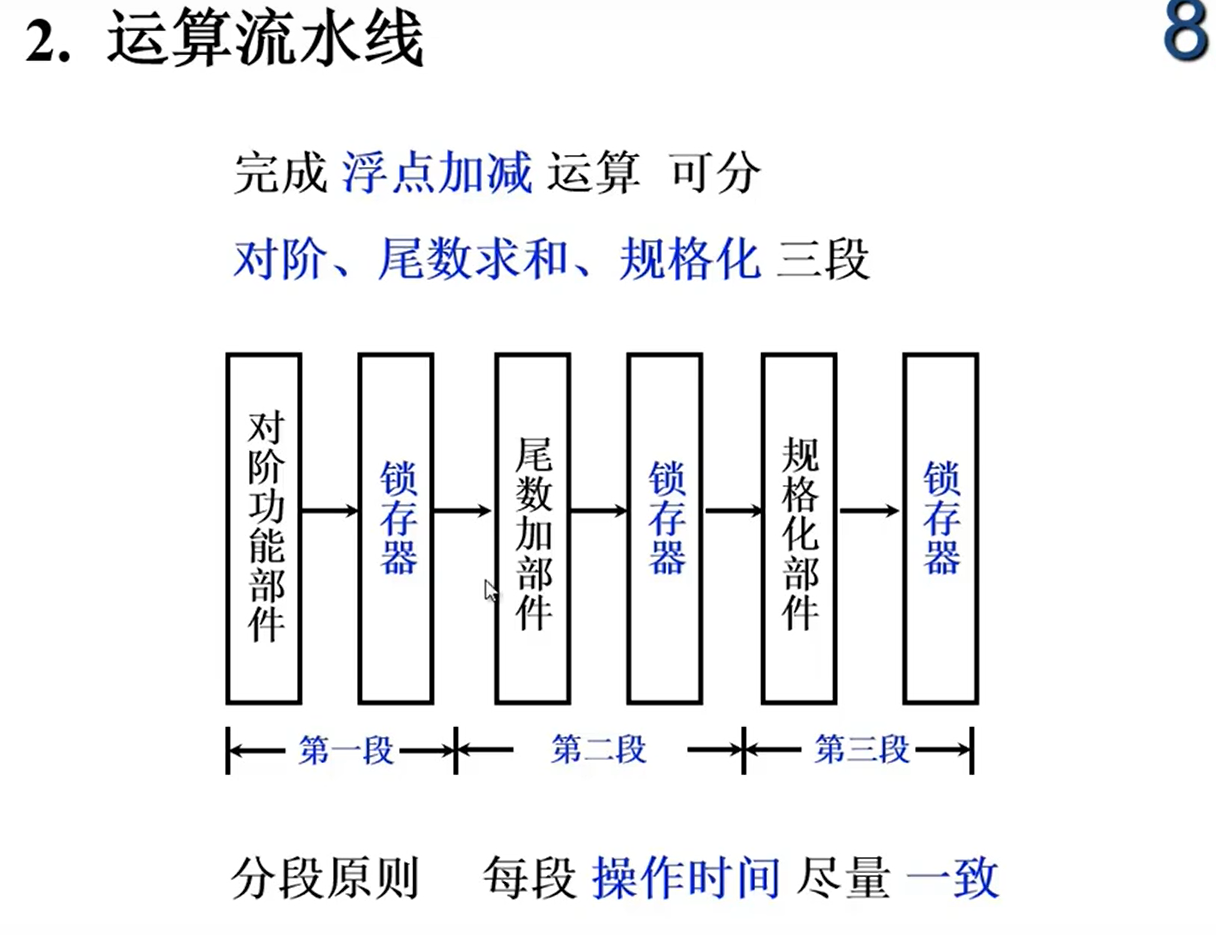 2. 运算流水线
8
完成 浮点加减 运算 可分
对阶、尾数求和、规格化 三段
对阶功能部件
锁存器
尾数加部件
锁存器
规格化部件
锁存器
第一段
第二段
第三段
分段原则 每段 操作时间 尽量 一致